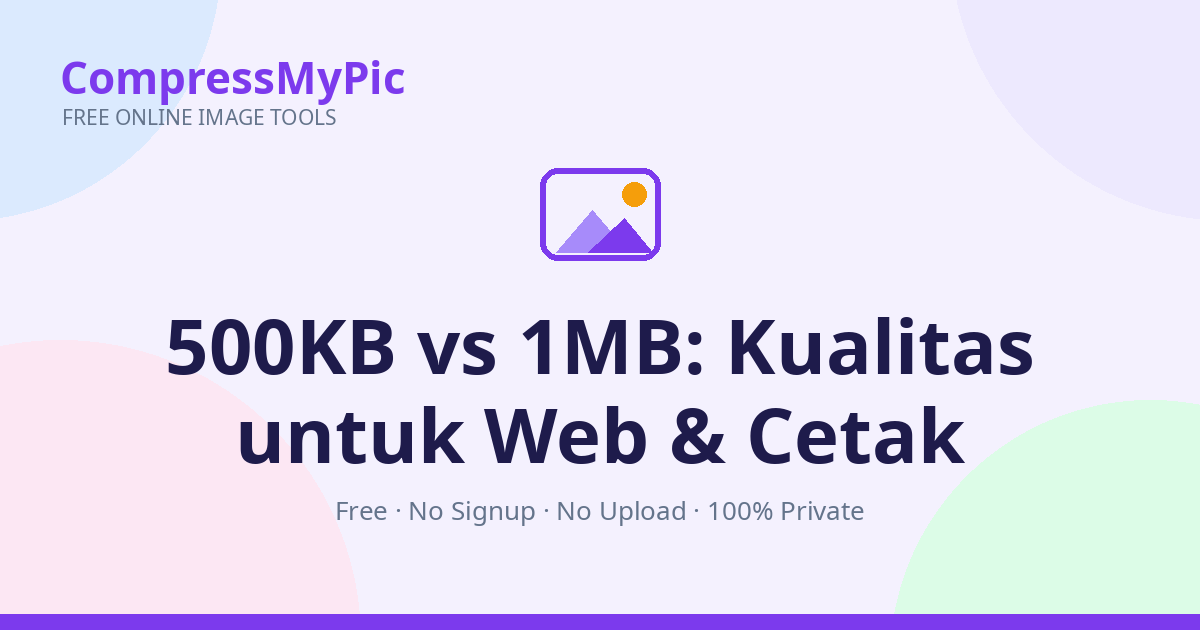 CompressMyPic
FREE ONLINE IMAGE TOOLS
500KB vs 1MB: Kualitas
untuk Web & Cetak
Free · No Signup · No Upload · 100% Private